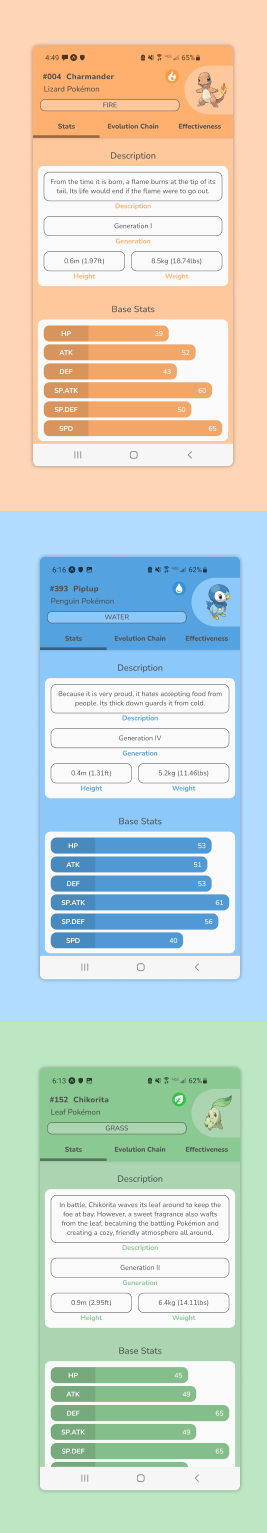 4:49
65%
#004 Charmander
Lizard Pokémon
FIRE
Stats Evolution Chain Effectiveness
Description
From the time it is born, a flame burns at the tip of its
tail. Its life would end if the flame were to go out.
Description
Generation I
Generation
0.6m (1.97ft) 8.5kg (18.74lbs)
Height Weight
Base Stats
HP 39
ATK 52
DEF 43
SP.ATK 60
SP.DEF 50
SPD 65
6:16
62%
#393 Piplup
Penguin Pokémon
WATER
Stats Evolution Chain Effectiveness
Description
Because it is very proud, it hates accepting food from
people. Its thick down guards it from cold.
Description
Generation IV
Generation
0.4m (1.31ft) 5.2kg (11.46lbs)
Height Weight
Base Stats
HP 53
ATK 51
DEF 53
SP.ATK 61
SP.DEF 56
SPD 40
6:13
62%
#152 Chikorita
Leaf Pokémon
GRASS
Stats Evolution Chain Effectiveness
Description
In battle, Chikorita waves its leaf around to keep the
foe at bay. However, a sweet fragrance also wafts
from the leaf, becalming the battling Pokémon and
creating a cozy, friendly atmosphere all around.
Description
Generation II
Generation
0.9m (2.95ft) 6.4kg (14.11lbs)
Height Weight
Base Stats
HP 45
ATK 49
DEF 65
SP.ATK 49
SP.DEF 65